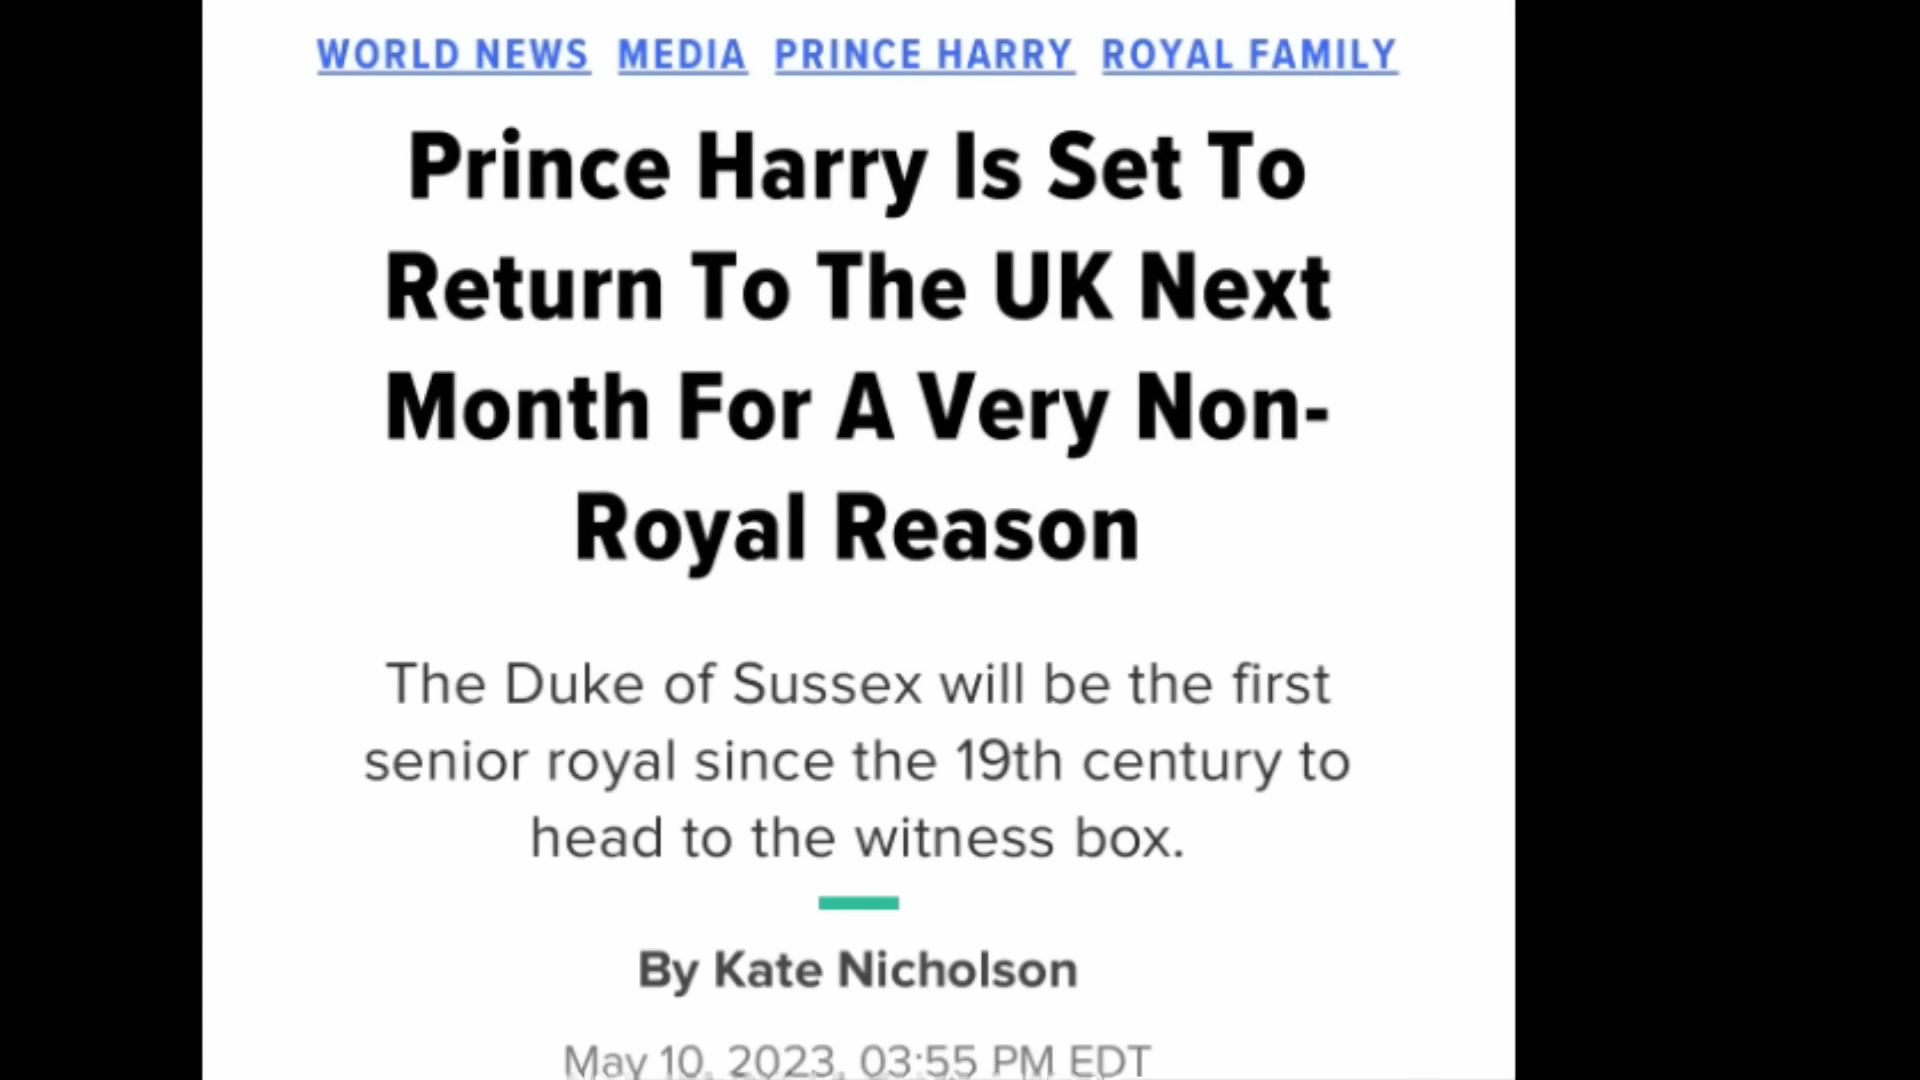 WORLD NEWS MEDIA PRINCE HARRY ROYAL FAMILY
Prince Harry Is Set To
Return To The UK Next
Month For A Very Non-
Royal Reason
The Duke of Sussex will be the first
senior royal since the 19th century to
head to the witness box.
By Kate Nicholson
May 10, 2023, 03:55 PM EDT